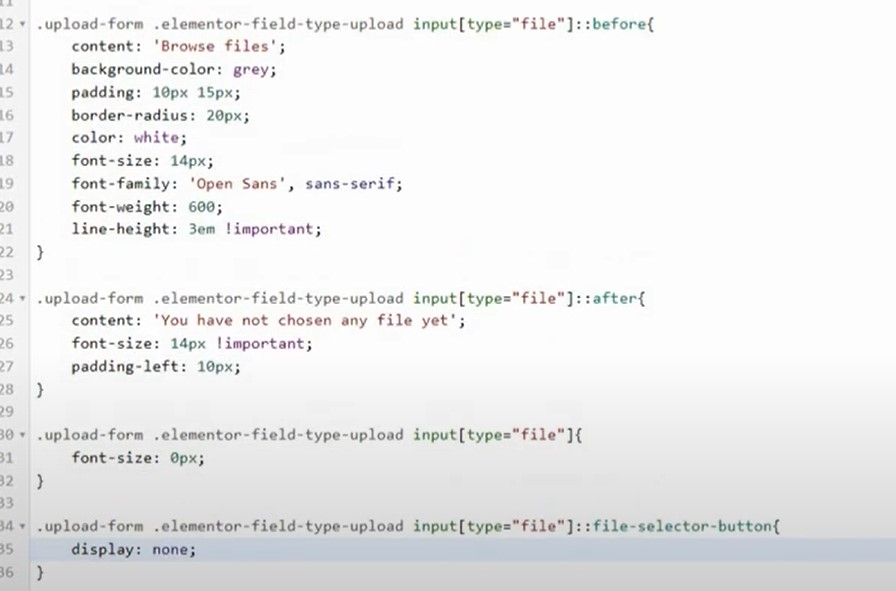 11
12 .upload-form .elementor-field-type-upload input[type="file"]::before{
13 content: 'Browse files';
14 background-color: grey;
15 padding: 10px 15px;
16 border-radius: 20px;
17 color: white;
18 font-size: 14px;
19 font-family: 'Open Sans', sans-serif;
20 font-weight: 600;
21 line-height: 3em !important;
22 }
23
24 .upload-form .elementor-field-type-upload input[type="file"]::after{
25 content: 'You have not chosen any file yet';
26 font-size: 14px !important;
27 padding-left: 10px;
28 }
29
30 .upload-form .elementor-field-type-upload input[type="file"]{
31 font-size: 0px;
32 }
33
34 .upload-form .elementor-field-type-upload input[type="file"]::file-selector-button{
35 display: none;
36 }